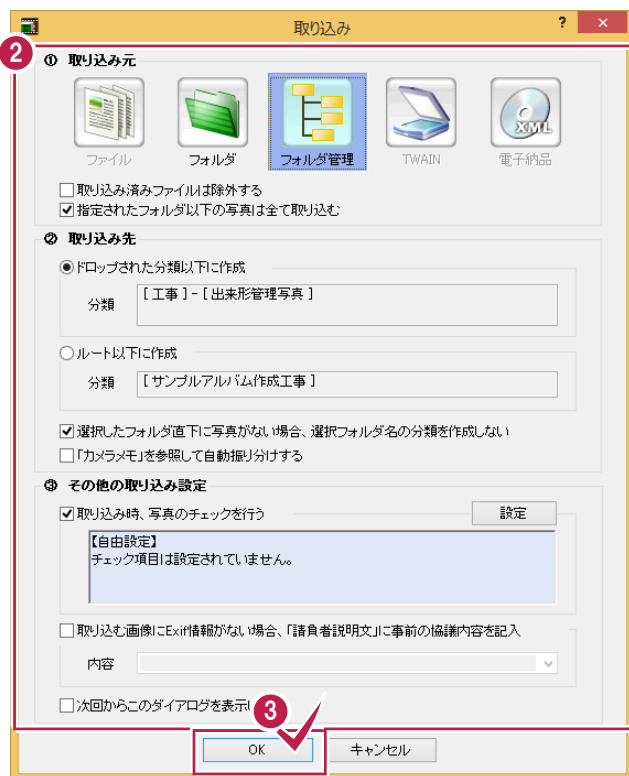 取り込み
?
×
2
① 取り込み元
ファイル
フォルダ
フォルダ管理
TWAIN
XML
電子納品
取り込み済みファイルは除外する
指定されたフォルダ以下の写真は全て取り込む
② 取り込み先
ドロップされた分類以下に作成
分類
[ 工事 ] - [ 出来形管理写真 ]
ルート以下に作成
分類
[ サンプルアルバム作成工事 ]
選択したフォルダ直下に写真がない場合、選択フォルダ名の分類を作成しない
「カメラメモ」を参照して自動振り分けする
③ その他の取り込み設定
取り込み時、写真のチェックを行う
設定
【自由設定】
チェック項目は設定されていません。
取り込む画像にExif情報がない場合、「請負者説明文」に事前の協議内容を記入
内容
次回からこのダイアログを表示
3
OK
キャンセル